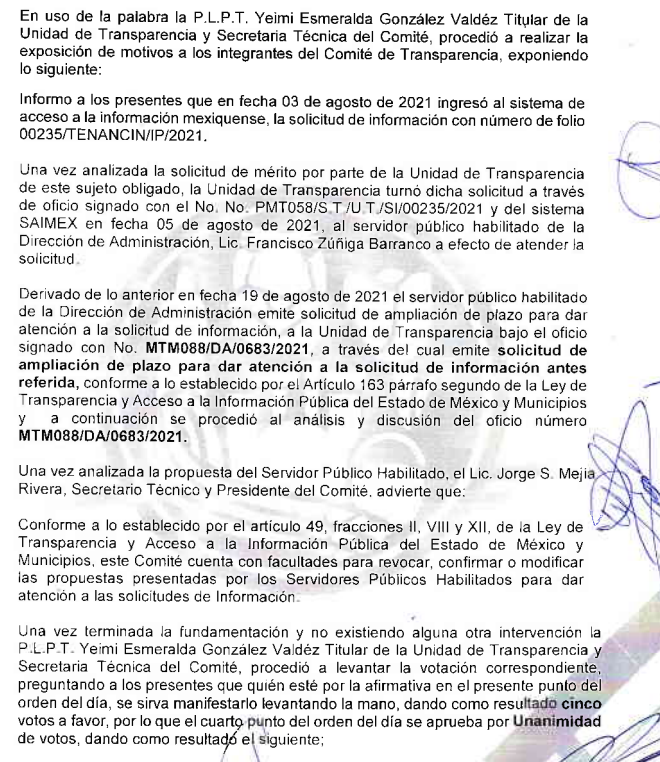 En uso de la palabra la P.L.P.T. Yeimi Esmeralda González Valdéz Titular de la
Unidad de Transparencia y Secretaria Técnica del Comité, procedió a realizar la
exposición de motivos a los integrantes del Comité de Transparencia, exponiendo
lo siguiente:
Informo a los presentes que en fecha 03 de agosto de 2021 ingresó al sistema de
acceso a la información mexiquense, la solicitud de información con número de folio
00235/TENANCIN/IP/2021.
Una vez analizada la solicitud de mérito por parte de la Unidad de Transparencia
de este sujeto obligado, la Unidad de Transparencia turnó dicha solicitud a través
de oficio signado con el No. No. PMT058/S.T./U.T./SI/00235/2021 y del sistema
SAIMEX en fecha 05 de agosto de 2021, al servidor público habilitado de la
Dirección de Administración, Lic. Francisco Zúñiga Barranco a efecto de atender la
solicitud.
Derivado de lo anterior en fecha 19 de agosto de 2021 el servidor público habilitado
de la Dirección de Administración emite solicitud de ampliación de plazo para dar
atención a la solicitud de información, a la Unidad de Transparencia bajo el oficio
signado con No. MTM088/DA/0683/2021, a través del cual emite solicitud de
ampliación de plazo para dar atención a la solicitud de información antes
referida, conforme a lo establecido por el Artículo 163 párrafo segundo de la Ley de
Transparencia y Acceso a la Información Pública del Estado de México y Municipios
y a continuación se procedió al análisis y discusión del oficio número
MTM088/DA/0683/2021.
Una vez analizada la propuesta del Servidor Público Habilitado, el Lic. Jorge S. Mejía
Rivera, Secretario Técnico y Presidente del Comité, advierte que:
Conforme a lo establecido por el artículo 49, fracciones II, VIII y XII, de la Ley de
Transparencia y Acceso a la Información Pública del Estado de México y
Municipios, este Comité cuenta con facultades para revocar, confirmar o modificar
las propuestas presentadas por los Servidores Públicos Habilitados para dar
atención a las solicitudes de Información.
Una vez terminada la fundamentación y no existiendo alguna otra intervención la
P.L.P.T. Yeimi Esmeralda González Valdéz Titular de la Unidad de Transparencia y
Secretaria Técnica del Comité, procedió a levantar la votación correspondiente,
preguntando a los presentes que quién esté por la afirmativa en el presente punto del
orden del día, se sirva manifestarlo levantando la mano, dando como resultado cinco
votos a favor, por lo que el cuarto punto del orden del día se aprueba por Unanimidad
de votos, dando como resultado el siguiente;